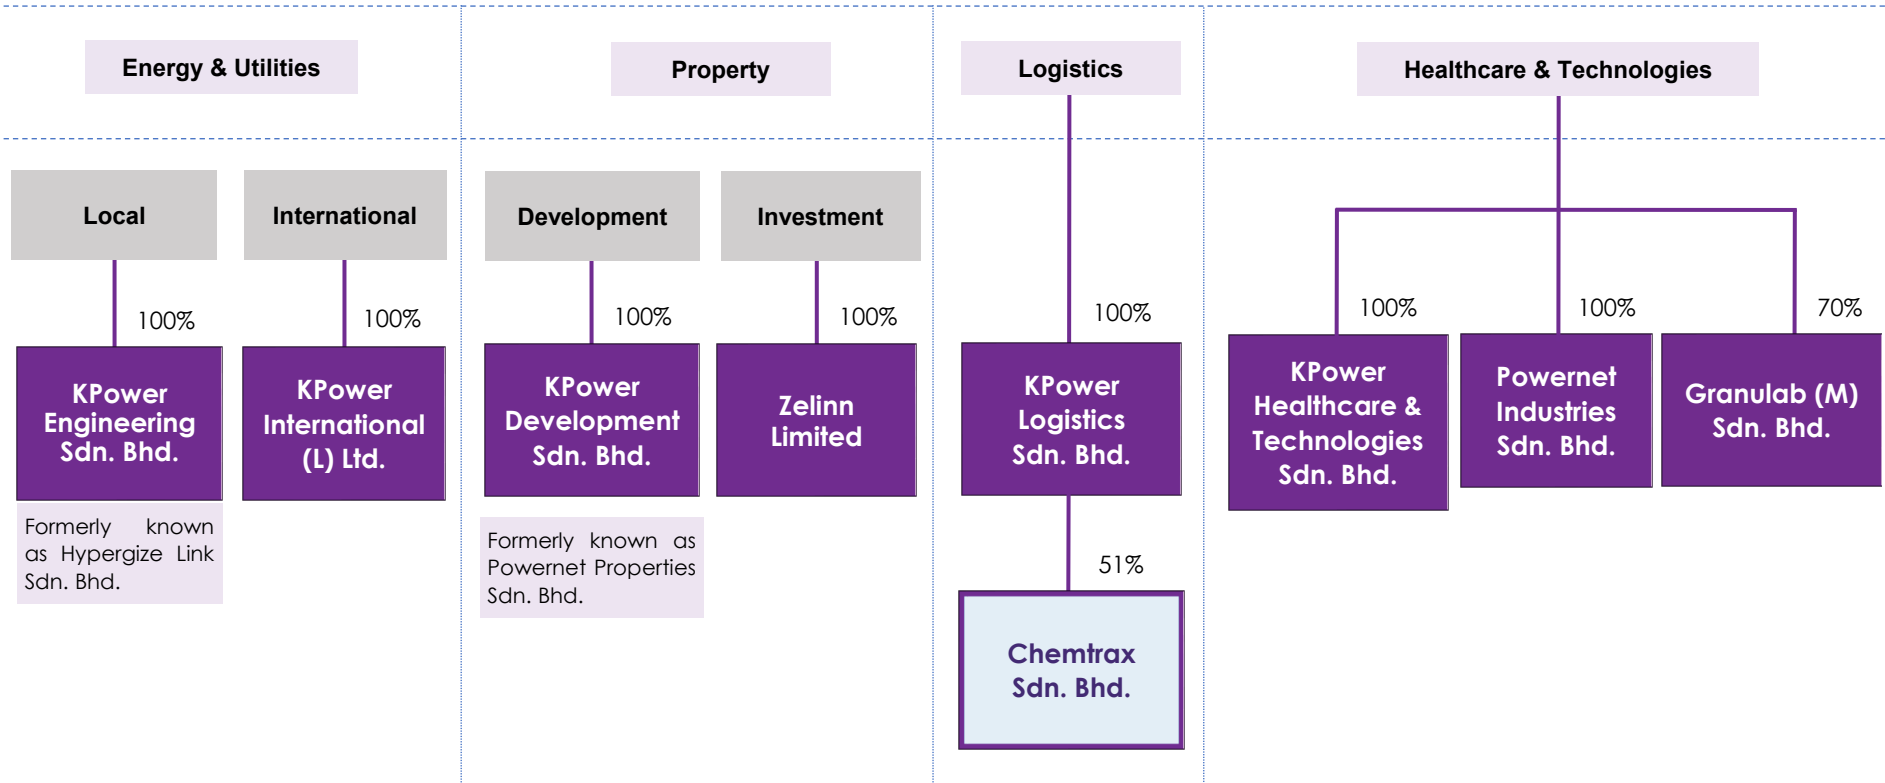 Energy & Utilities
Property
Logistics
Healthcare & Technologies
Local
International
Development
Investment
100%
100%
100%
100%
100%
100%
100%
70%
KPower
Engineering
Sdn. Bhd.
KPower
International
(L) Ltd.
KPower
Development
Sdn. Bhd.
Zelinn
Limited
KPower
Logistics
Sdn. Bhd.
KPower
Healthcare &
Technologies
Sdn. Bhd.
Powernet
Industries
Sdn. Bhd.
Granulab (M)
Sdn. Bhd.
Formerly known
as Hypergize Link
Sdn. Bhd.
Formerly known as
Powernet Properties
Sdn. Bhd.
51%
Chemtrax
Sdn. Bhd.